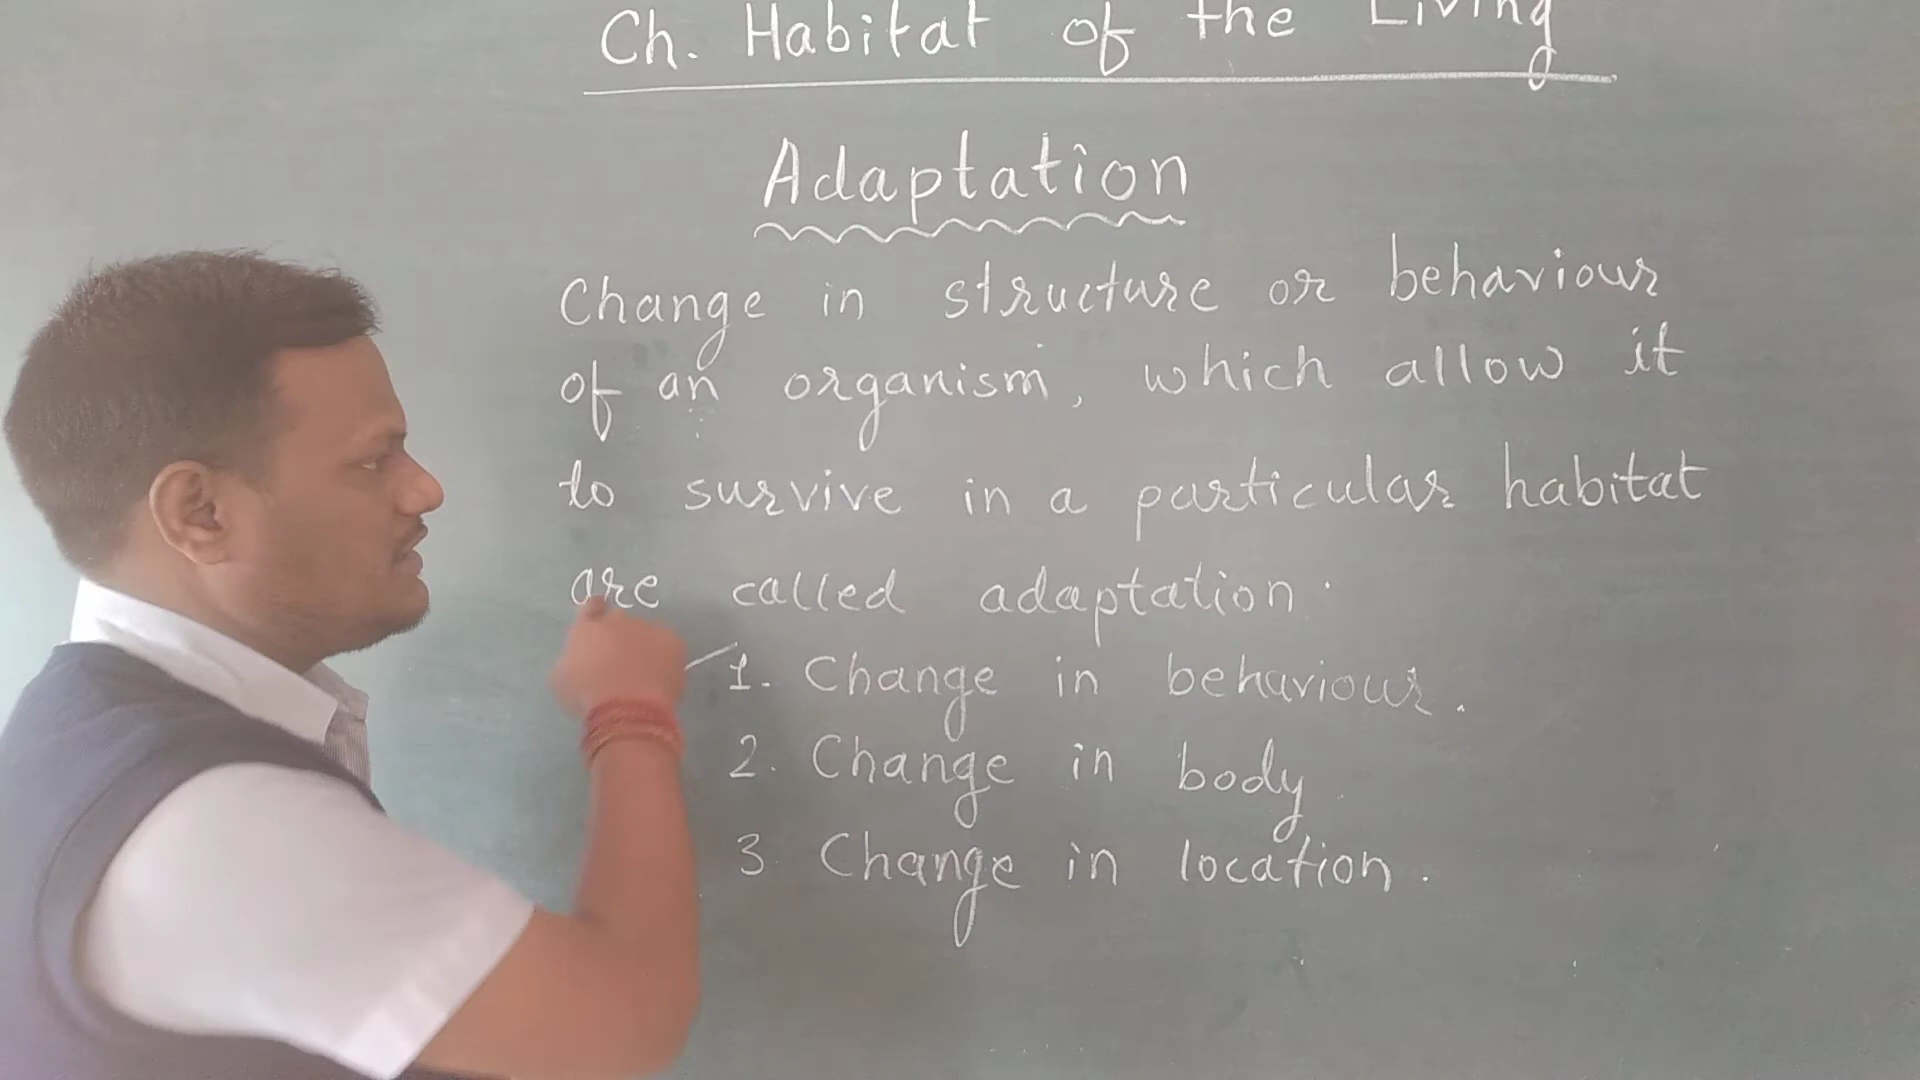 Ch. Habitat of the Living
Adaptation
Change in structure or behaviour
of an organism, which allow it
to survive in a particular habitat
are called adaptation.
1. Change in behaviour.
2. Change in body
3. Change in location.